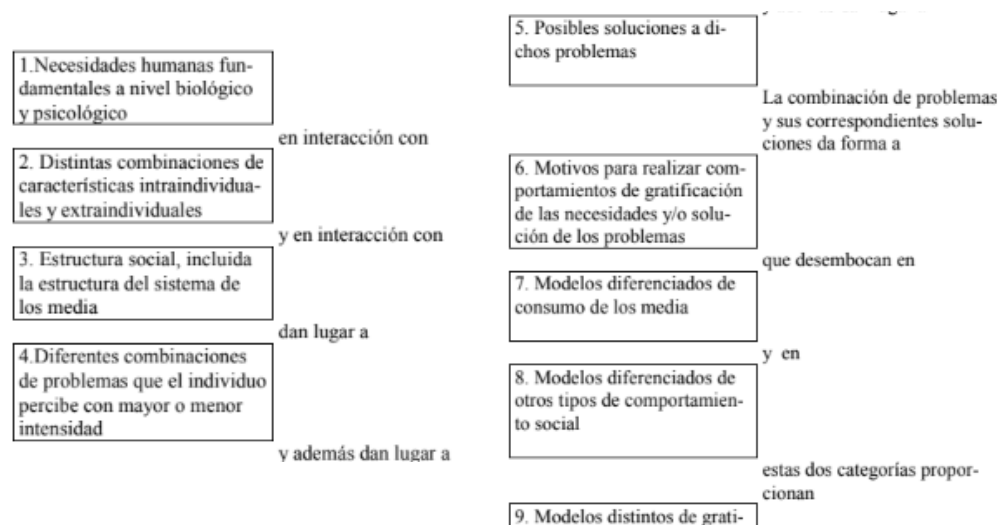 1.Necesidades humanas fun-
damentales a nivel biológico
y psicológico
en interacción con
2. Distintas combinaciones de
características intraindividua-
les y extraindividuales
y en interacción con
3. Estructura social, incluida
la estructura del sistema de
los media
dan lugar a
4.Diferentes combinaciones
de problemas que el individuo
percibe con mayor o menor
intensidad
y además dan lugar a
5. Posibles soluciones a di-
chos problemas
La combinación de problemas
y sus correspondientes solu-
ciones da forma a
6. Motivos para realizar com-
portamientos de gratificación
de las necesidades y/o solu-
ción de los problemas
que desembocan en
7. Modelos diferenciados de
consumo de los media
y en
8. Modelos diferenciados de
otros tipos de comportamien-
to social
estas dos categorías propor-
cionan
9. Modelos distintos de grati-